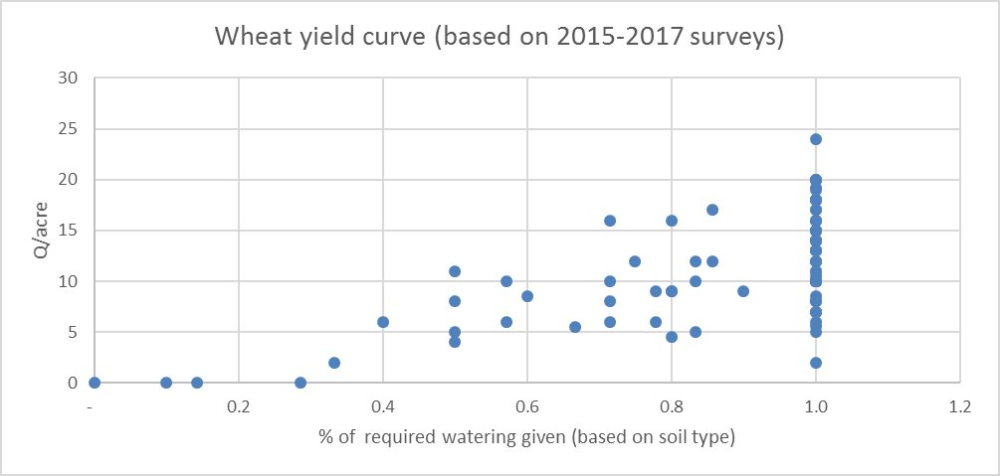 Wheat yield curve (based on 2015-2017 surveys)
30
25
20
15
10
5
0
Q/acre
- 0.2 0.4 0.6 0.8 1.0 1.2
% of required watering given (based on soil type)